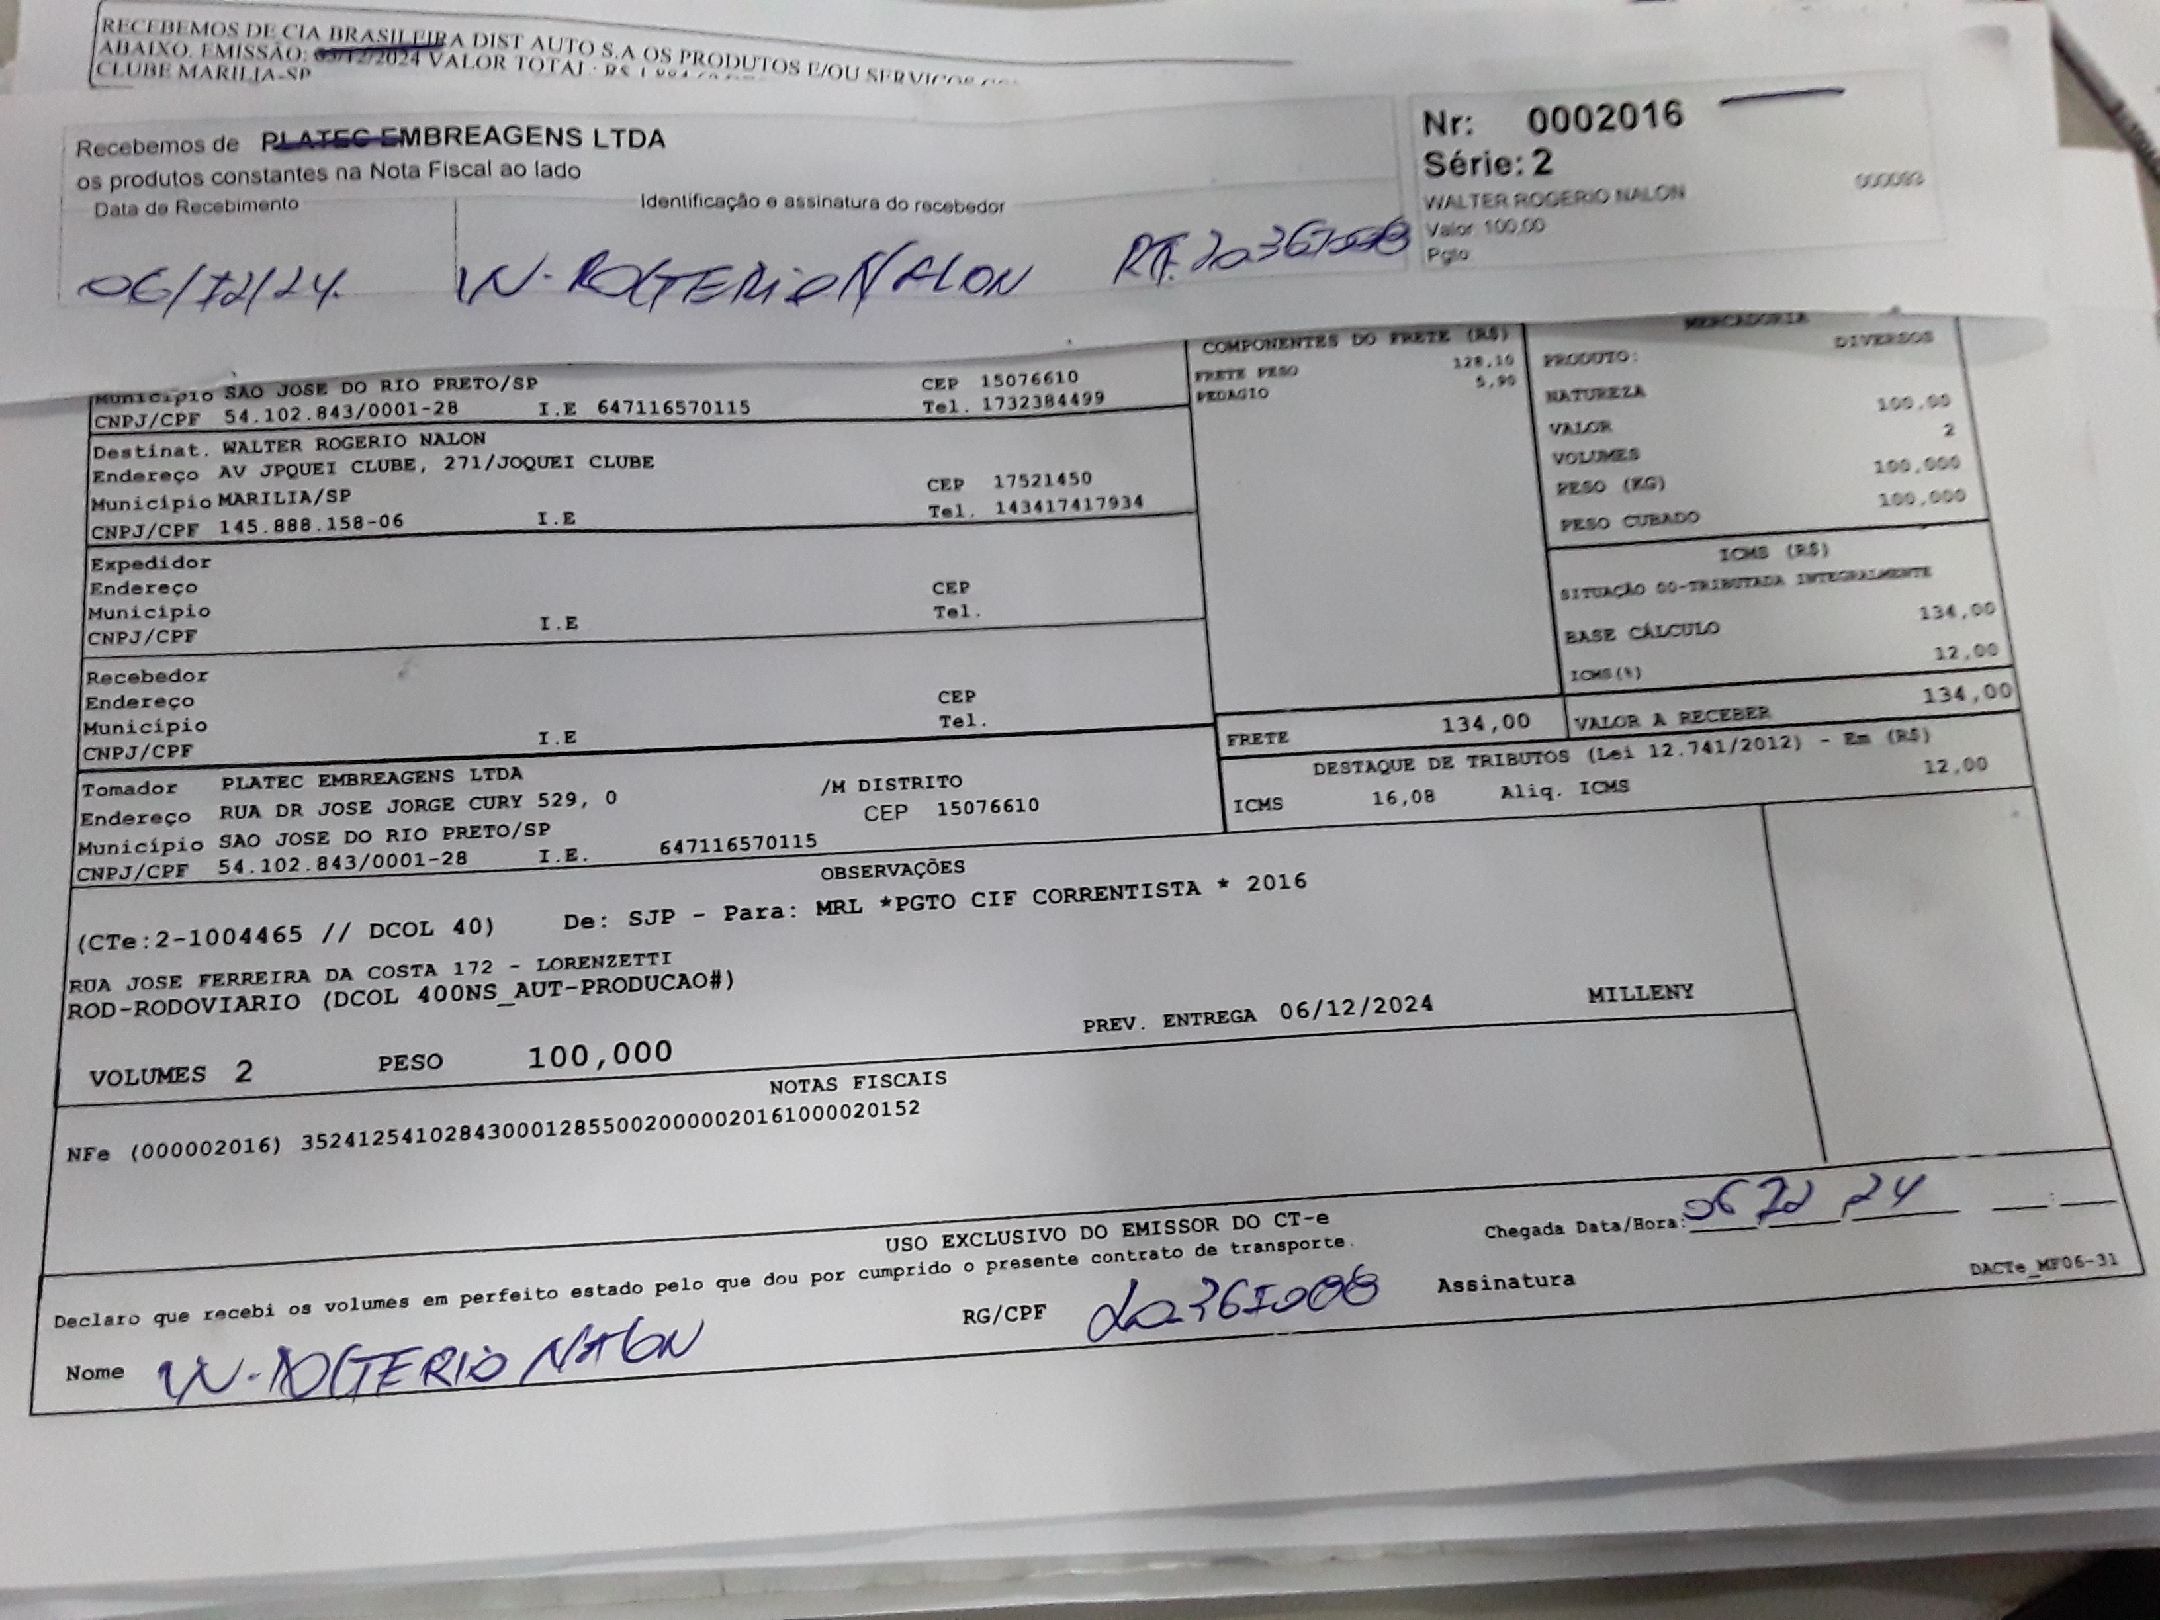 RECEBEMOS DE CIA BRASILEIRA DIST AUTO S.A OS PRODUTOS E/OU SERVIÇOS
ABAIXO. EMISSÃO: 05/12/2024 VALOR TOTAL: R$
CLUBE MARILIA-SP
Recebemos de PLATEC EMBREAGENS LTDA
os produtos constantes na Nota Fiscal ao lado
Data de Recebimento
Identificação e assinatura do recebedor
06/12/24. W. ROGERIO NALON
Nr: 0002016
Série: 2
WALTER ROGERIO NALON 000093
Valor 100,00
Pgto
Município SAO JOSE DO RIO PRETO/SP CEP 15076610
CNPJ/CPF 54.102.843/0001-28 I.E 647116570115 Tel. 1732384499
Destinat. WALTER ROGERIO NALON
Endereço AV JPQUEI CLUBE, 271/JOQUEI CLUBE
Município MARILIA/SP CEP 17521450
CNPJ/CPF 145.888.158-06 I.E Tel. 143417417934
Expedidor
Endereço CEP
Município Tel.
CNPJ/CPF I.E
Recebedor
Endereço CEP
Município Tel.
CNPJ/CPF I.E
COMPONENTES DO FRETE (R$)
FRETE PESO 128,10
PEDAGIO 5,90
FRETE 134,00
MERCADORIA
PRODUTO: DIVERSOS
NATUREZA
VALOR 100,00
VOLUMES 2
PESO (KG) 100,000
PESO CUBADO 100,000
ICMS (R$)
SITUAÇÃO 00-TRIBUTADA INTEGRALMENTE
BASE CÁLCULO 134,00
ICMS(%) 12,00
VALOR A RECEBER 134,00
DESTAQUE DE TRIBUTOS (Lei 12.741/2012) - Em (R$)
ICMS 16,08 Aliq. ICMS 12,00
Tomador PLATEC EMBREAGENS LTDA
Endereço RUA DR JOSE JORGE CURY 529, 0 /M DISTRITO
Município SAO JOSE DO RIO PRETO/SP CEP 15076610
CNPJ/CPF 54.102.843/0001-28 I.E. 647116570115
OBSERVAÇÕES
(CTe:2-1004465 // DCOL 40) De: SJP - Para: MRL *PGTO CIF CORRENTISTA * 2016
RUA JOSE FERREIRA DA COSTA 172 - LORENZETTI
ROD-RODOVIARIO (DCOL 400NS_AUT-PRODUCAO#)
PREV. ENTREGA 06/12/2024 MILLENY
VOLUMES 2 PESO 100,000
NOTAS FISCAIS
NFe (000002016) 35241254102843000128550020000020161000020152
USO EXCLUSIVO DO EMISSOR DO CT-e
Declaro que recebi os volumes em perfeito estado pelo que dou por cumprido o presente contrato de transporte.
Chegada Data/Hora: 06 12 24
Nome W. ROGERIO NALON RG/CPF Assinatura
DACTe_MF06-31